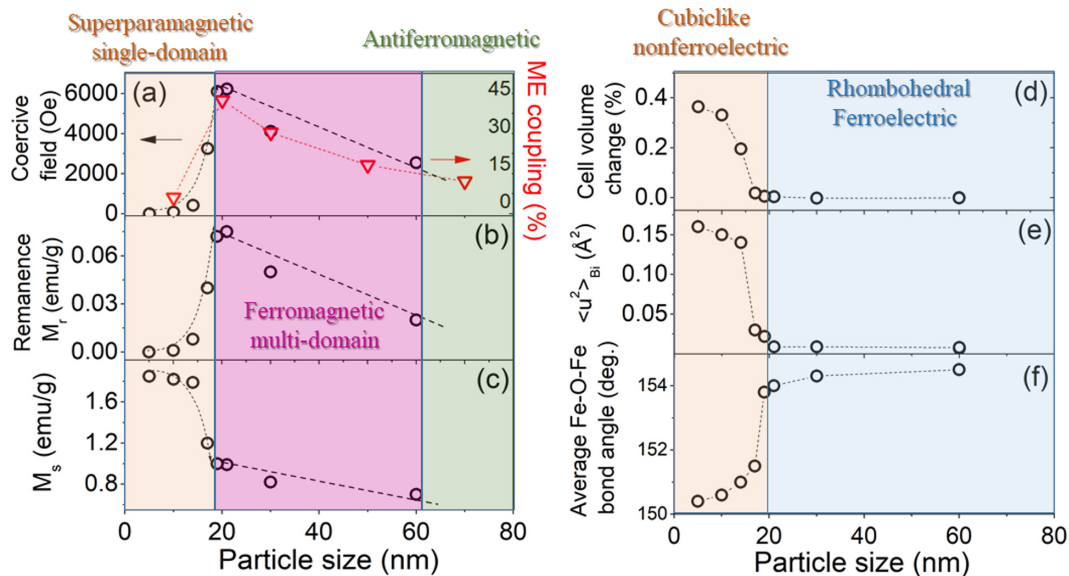 Superparamagnetic
single-domain
Antiferromagnetic
(a)
Coercive
field (Oe)
6000
4000
2000
0
45
30
15
0
ME coupling (%)
(b)
Remanence
Mr (emu/g)
0.06
0.03
0.00
Ferromagnetic
multi-domain
(c)
Ms (emu/g)
1.6
1.2
0.8
0 20 40 60 80
Particle size (nm)
Cubiclike
nonferroelectric
Rhombohedral
Ferroelectric
(d)
Cell volume
change (%)
0.4
0.2
0.0
(e)
<u²>Bi (Å²)
0.15
0.10
0.05
(f)
Average Fe-O-Fe
bond angle (deg.)
154
152
150
0 20 40 60 80
Particle size (nm)